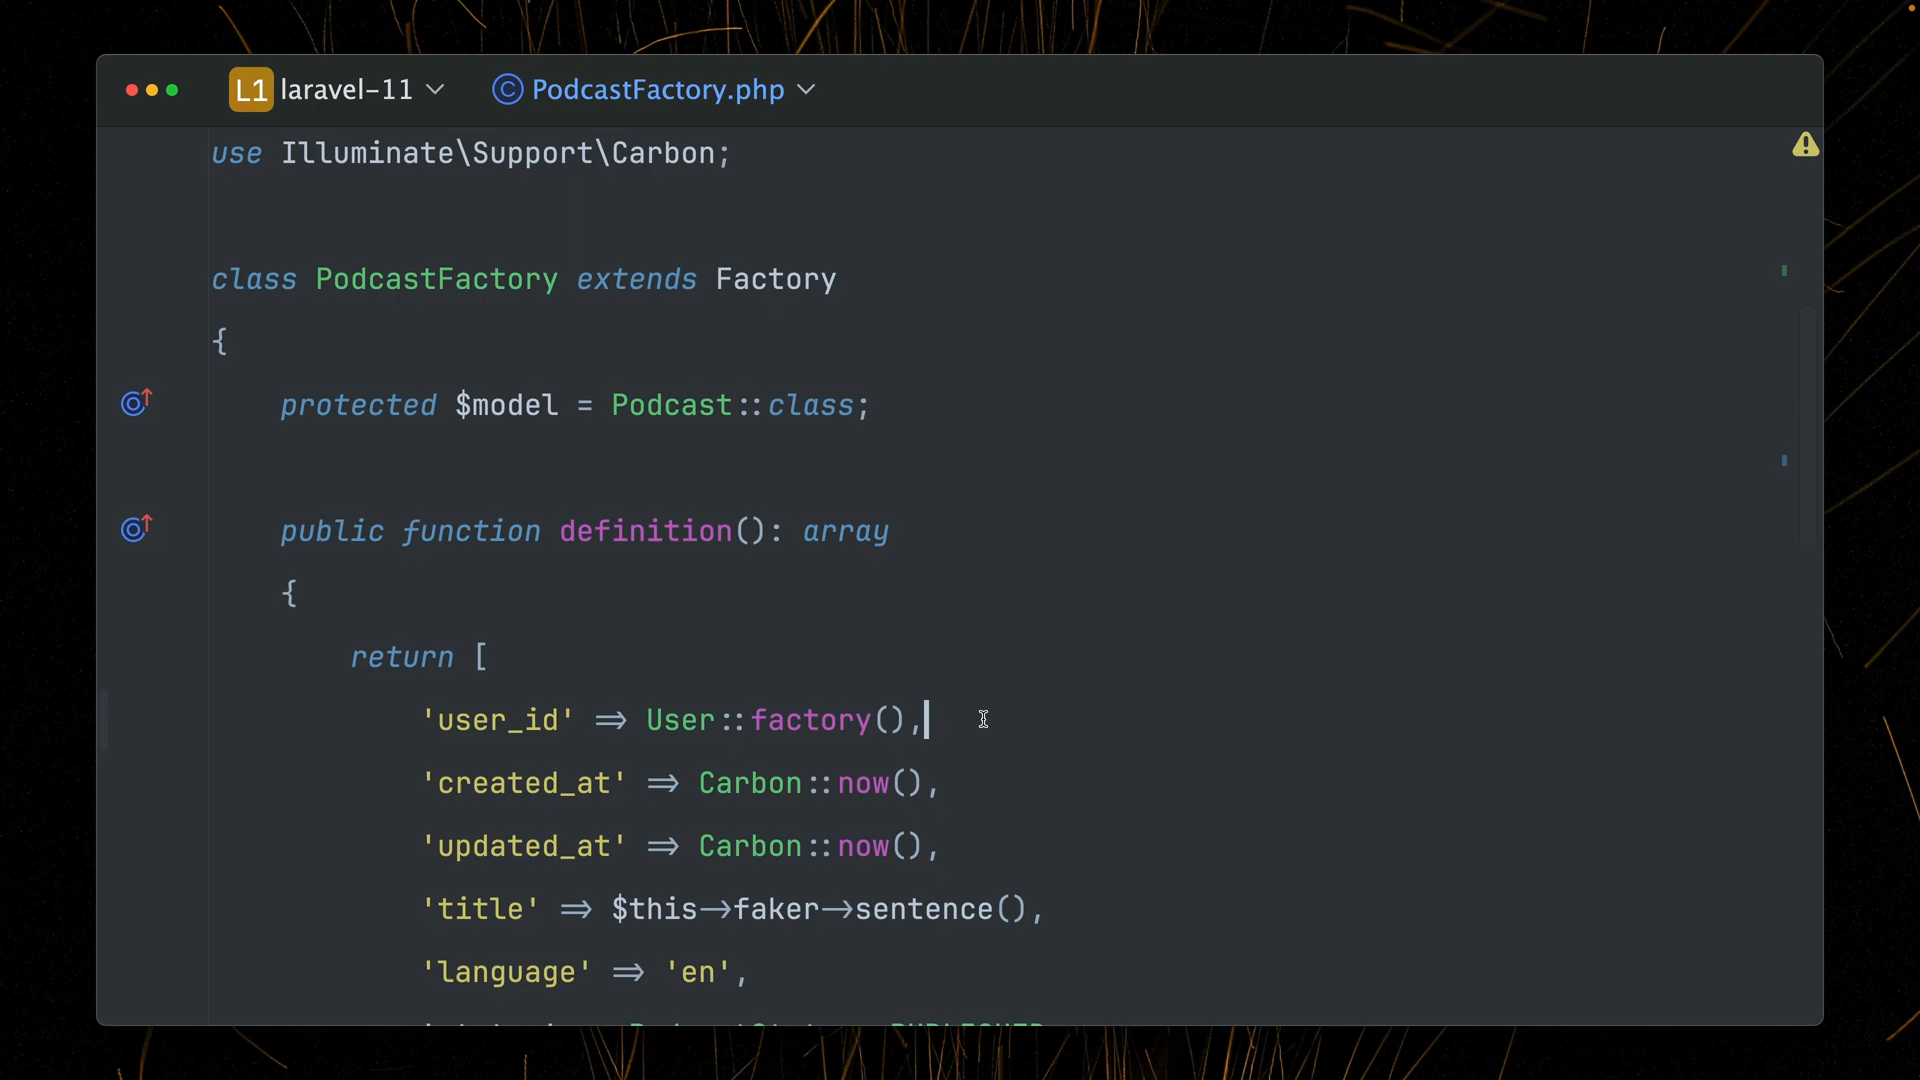 L1 laravel-11 © PodcastFactory.php
use Illuminate\Support\Carbon;
class PodcastFactory extends Factory
{
protected $model = Podcast::class;
public function definition(): array
{
return [
'user_id' => User::factory(),
'created_at' => Carbon::now(),
'updated_at' => Carbon::now(),
'title' => $this->faker->sentence(),
'language' => 'en',